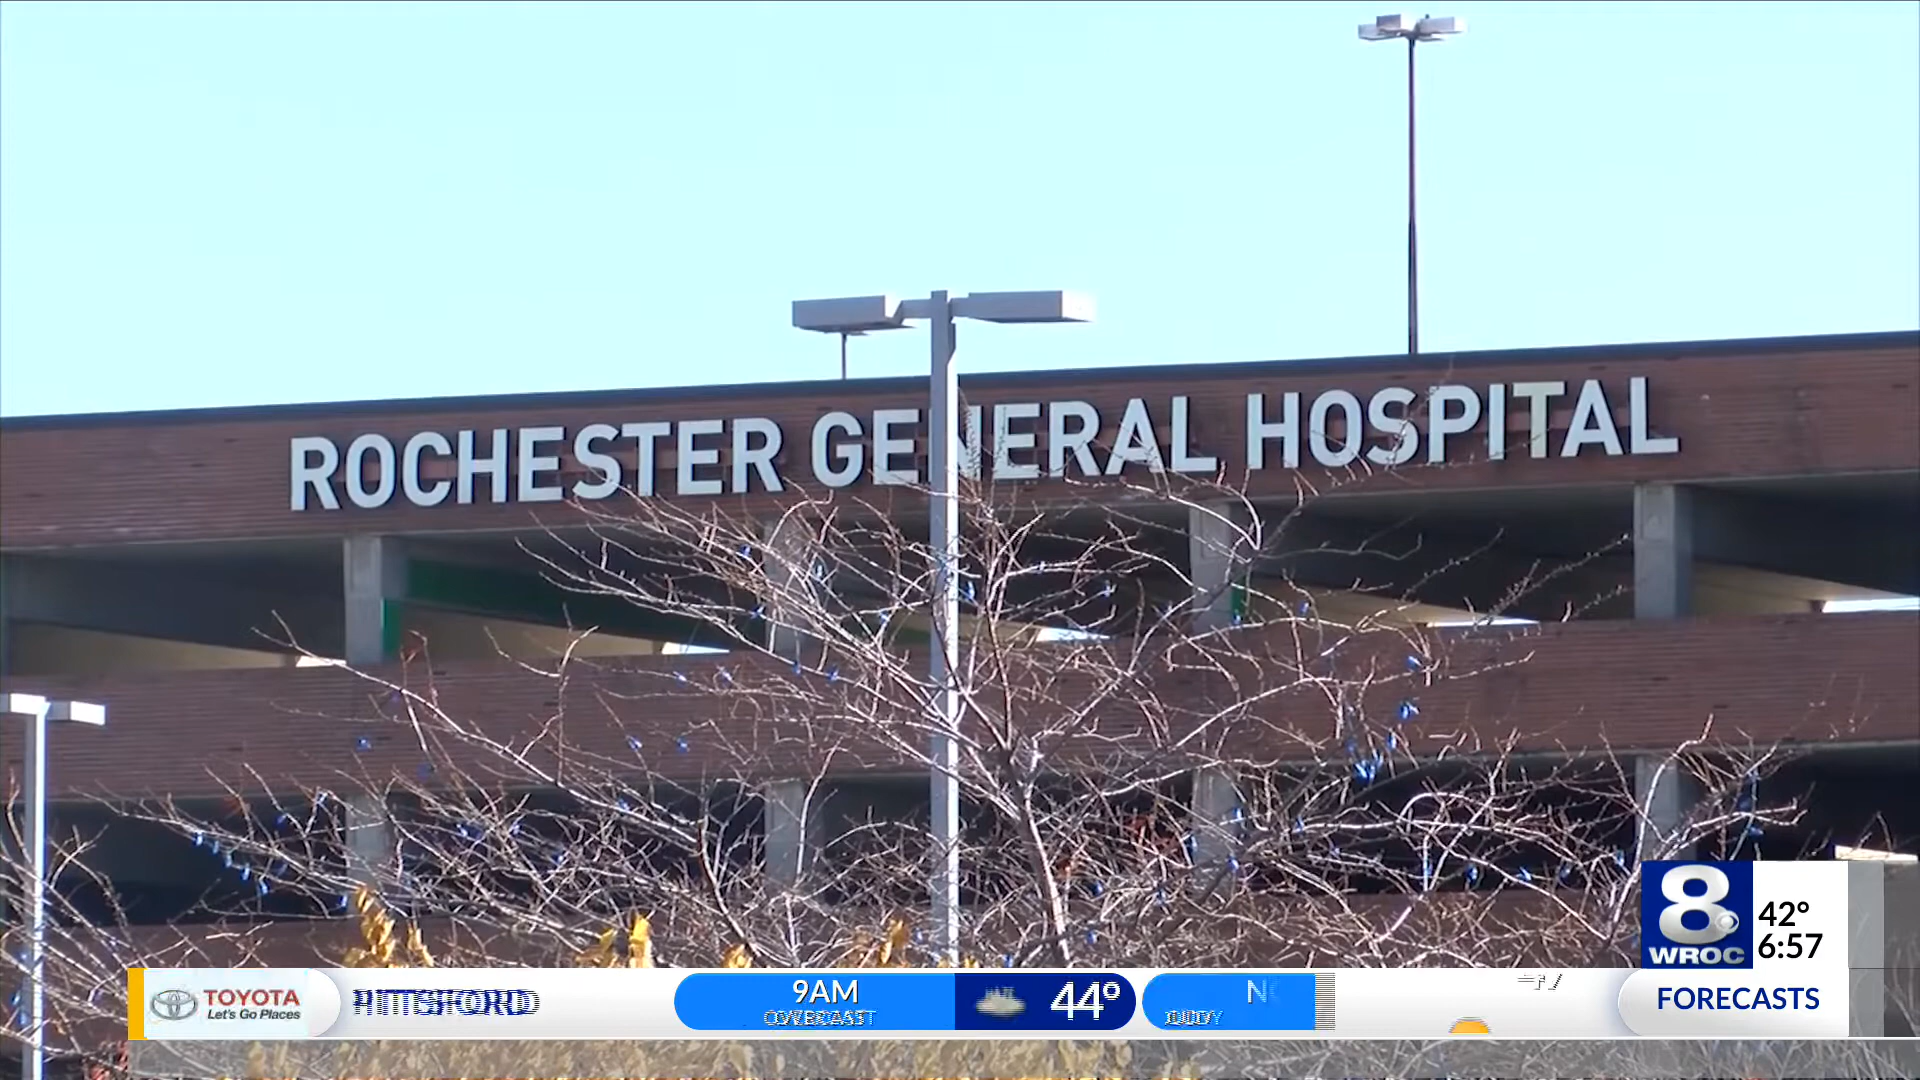 ROCHESTER GENERAL HOSPITAL
8
WROC
42°
6:57
TOYOTA
Let's Go Places
9AM
44°
FORECASTS